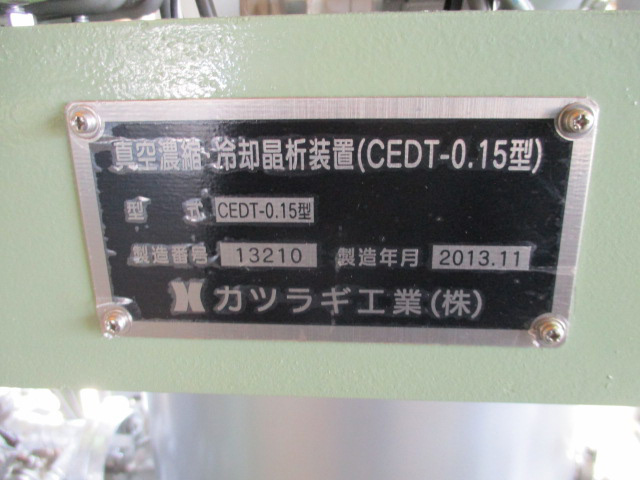 真空濃縮・冷却晶析装置(CEDT-0.15型)
型 式 CEDT-0.15型
製造番号 13210 製造年月 2013.11
カツラギ工業(株)